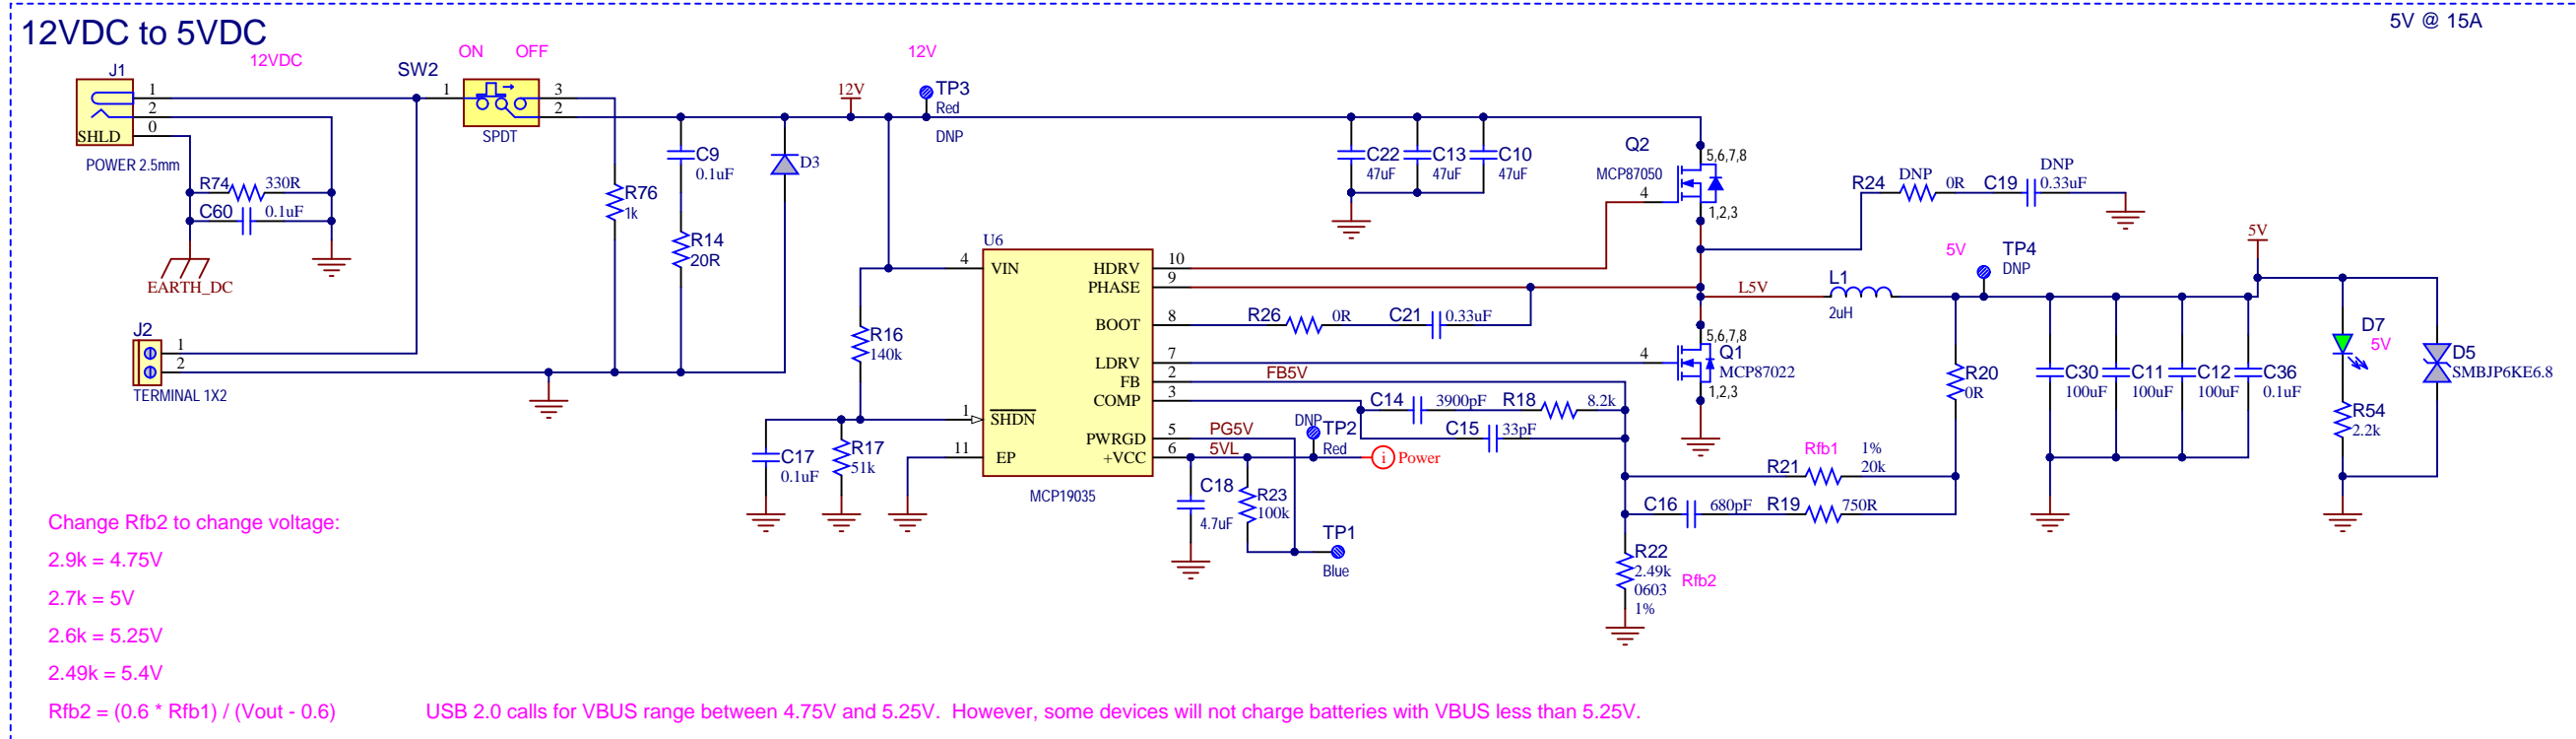 12VDC to 5VDC
5V @ 15A
12VDC
ON OFF
12V
J1
1
2
0
SHLD
POWER 2.5mm
SW2
1
3
2
SPDT
12V
TP3
Red
DNP
R74 330R
C60 0.1uF
EARTH_DC
R76
1k
C9
0.1uF
R14
20R
D3
C22
47uF
C13
47uF
C10
47uF
Q2
MCP87050
5,6,7,8
4
1,2,3
R24 DNP 0R
C19 DNP 0.33uF
J2
1
2
TERMINAL 1X2
R16
140k
C17
0.1uF
R17
51k
U6
4 VIN
1 SHDN
11 EP
HDRV 10
PHASE 9
BOOT 8
LDRV 7
FB 2
COMP 3
PWRGD 5
+VCC 6
MCP19035
R26 0R
C21 0.33uF
L5V
L1
2uH
5V
TP4
DNP
5V
5,6,7,8
4
Q1
MCP87022
1,2,3
FB5V
C14 3900pF
R18 8.2k
C15 33pF
PG5V
5VL
DNP
TP2
Red
i Power
C18
4.7uF
R23
100k
TP1
Blue
R20
0R
Rfb1
R21 1%
20k
C16 680pF
R19 750R
R22
2.49k
0603
1%
Rfb2
C30
100uF
C11
100uF
C12
100uF
C36
0.1uF
D7
5V
R54
2.2k
D5
SMBJP6KE6.8
Change Rfb2 to change voltage:
2.9k = 4.75V
2.7k = 5V
2.6k = 5.25V
2.49k = 5.4V
Rfb2 = (0.6 * Rfb1) / (Vout - 0.6)
USB 2.0 calls for VBUS range between 4.75V and 5.25V. However, some devices will not charge batteries with VBUS less than 5.25V.